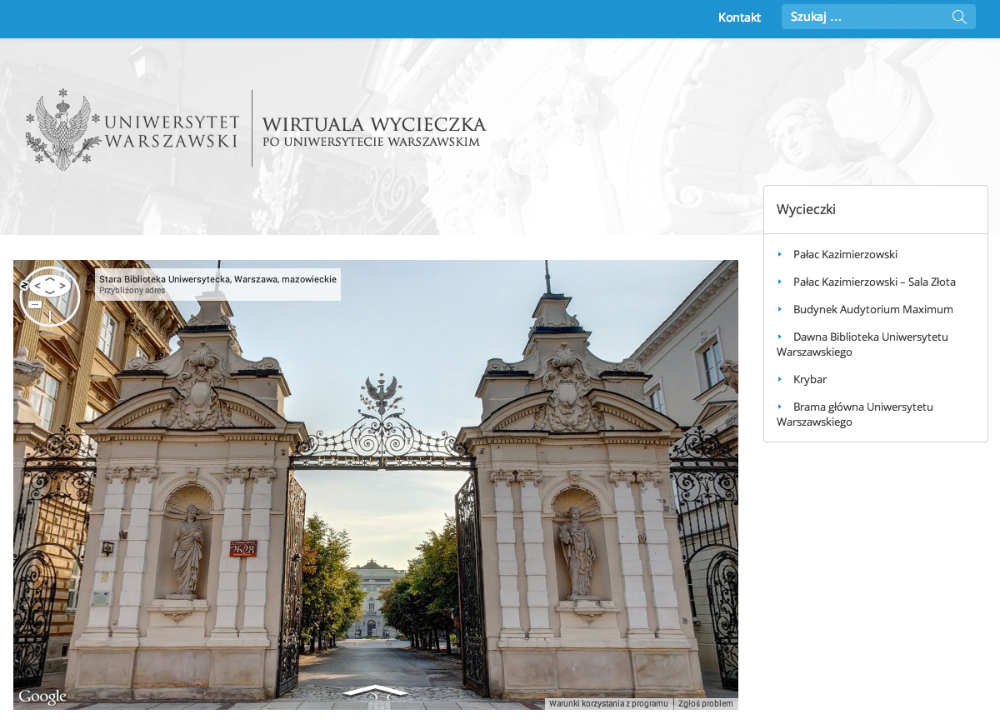 Kontakt
Szukaj ...
UNIWERSYTET
WARSZAWSKI
WIRTUALA WYCIECZKA
PO UNIWERSYTECIE WARSZAWSKIM
Wycieczki
Pałac Kazimierzowski
Pałac Kazimierzowski – Sala Złota
Budynek Audytorium Maximum
Dawna Biblioteka Uniwersytetu
Warszawskiego
Krybar
Brama główna Uniwersytetu
Warszawskiego
Stara Biblioteka Uniwersytecka, Warszawa, mazowieckie
Przybliżony adres
N
26/28
Google
Warunki korzystania z programu
Zgłoś problem